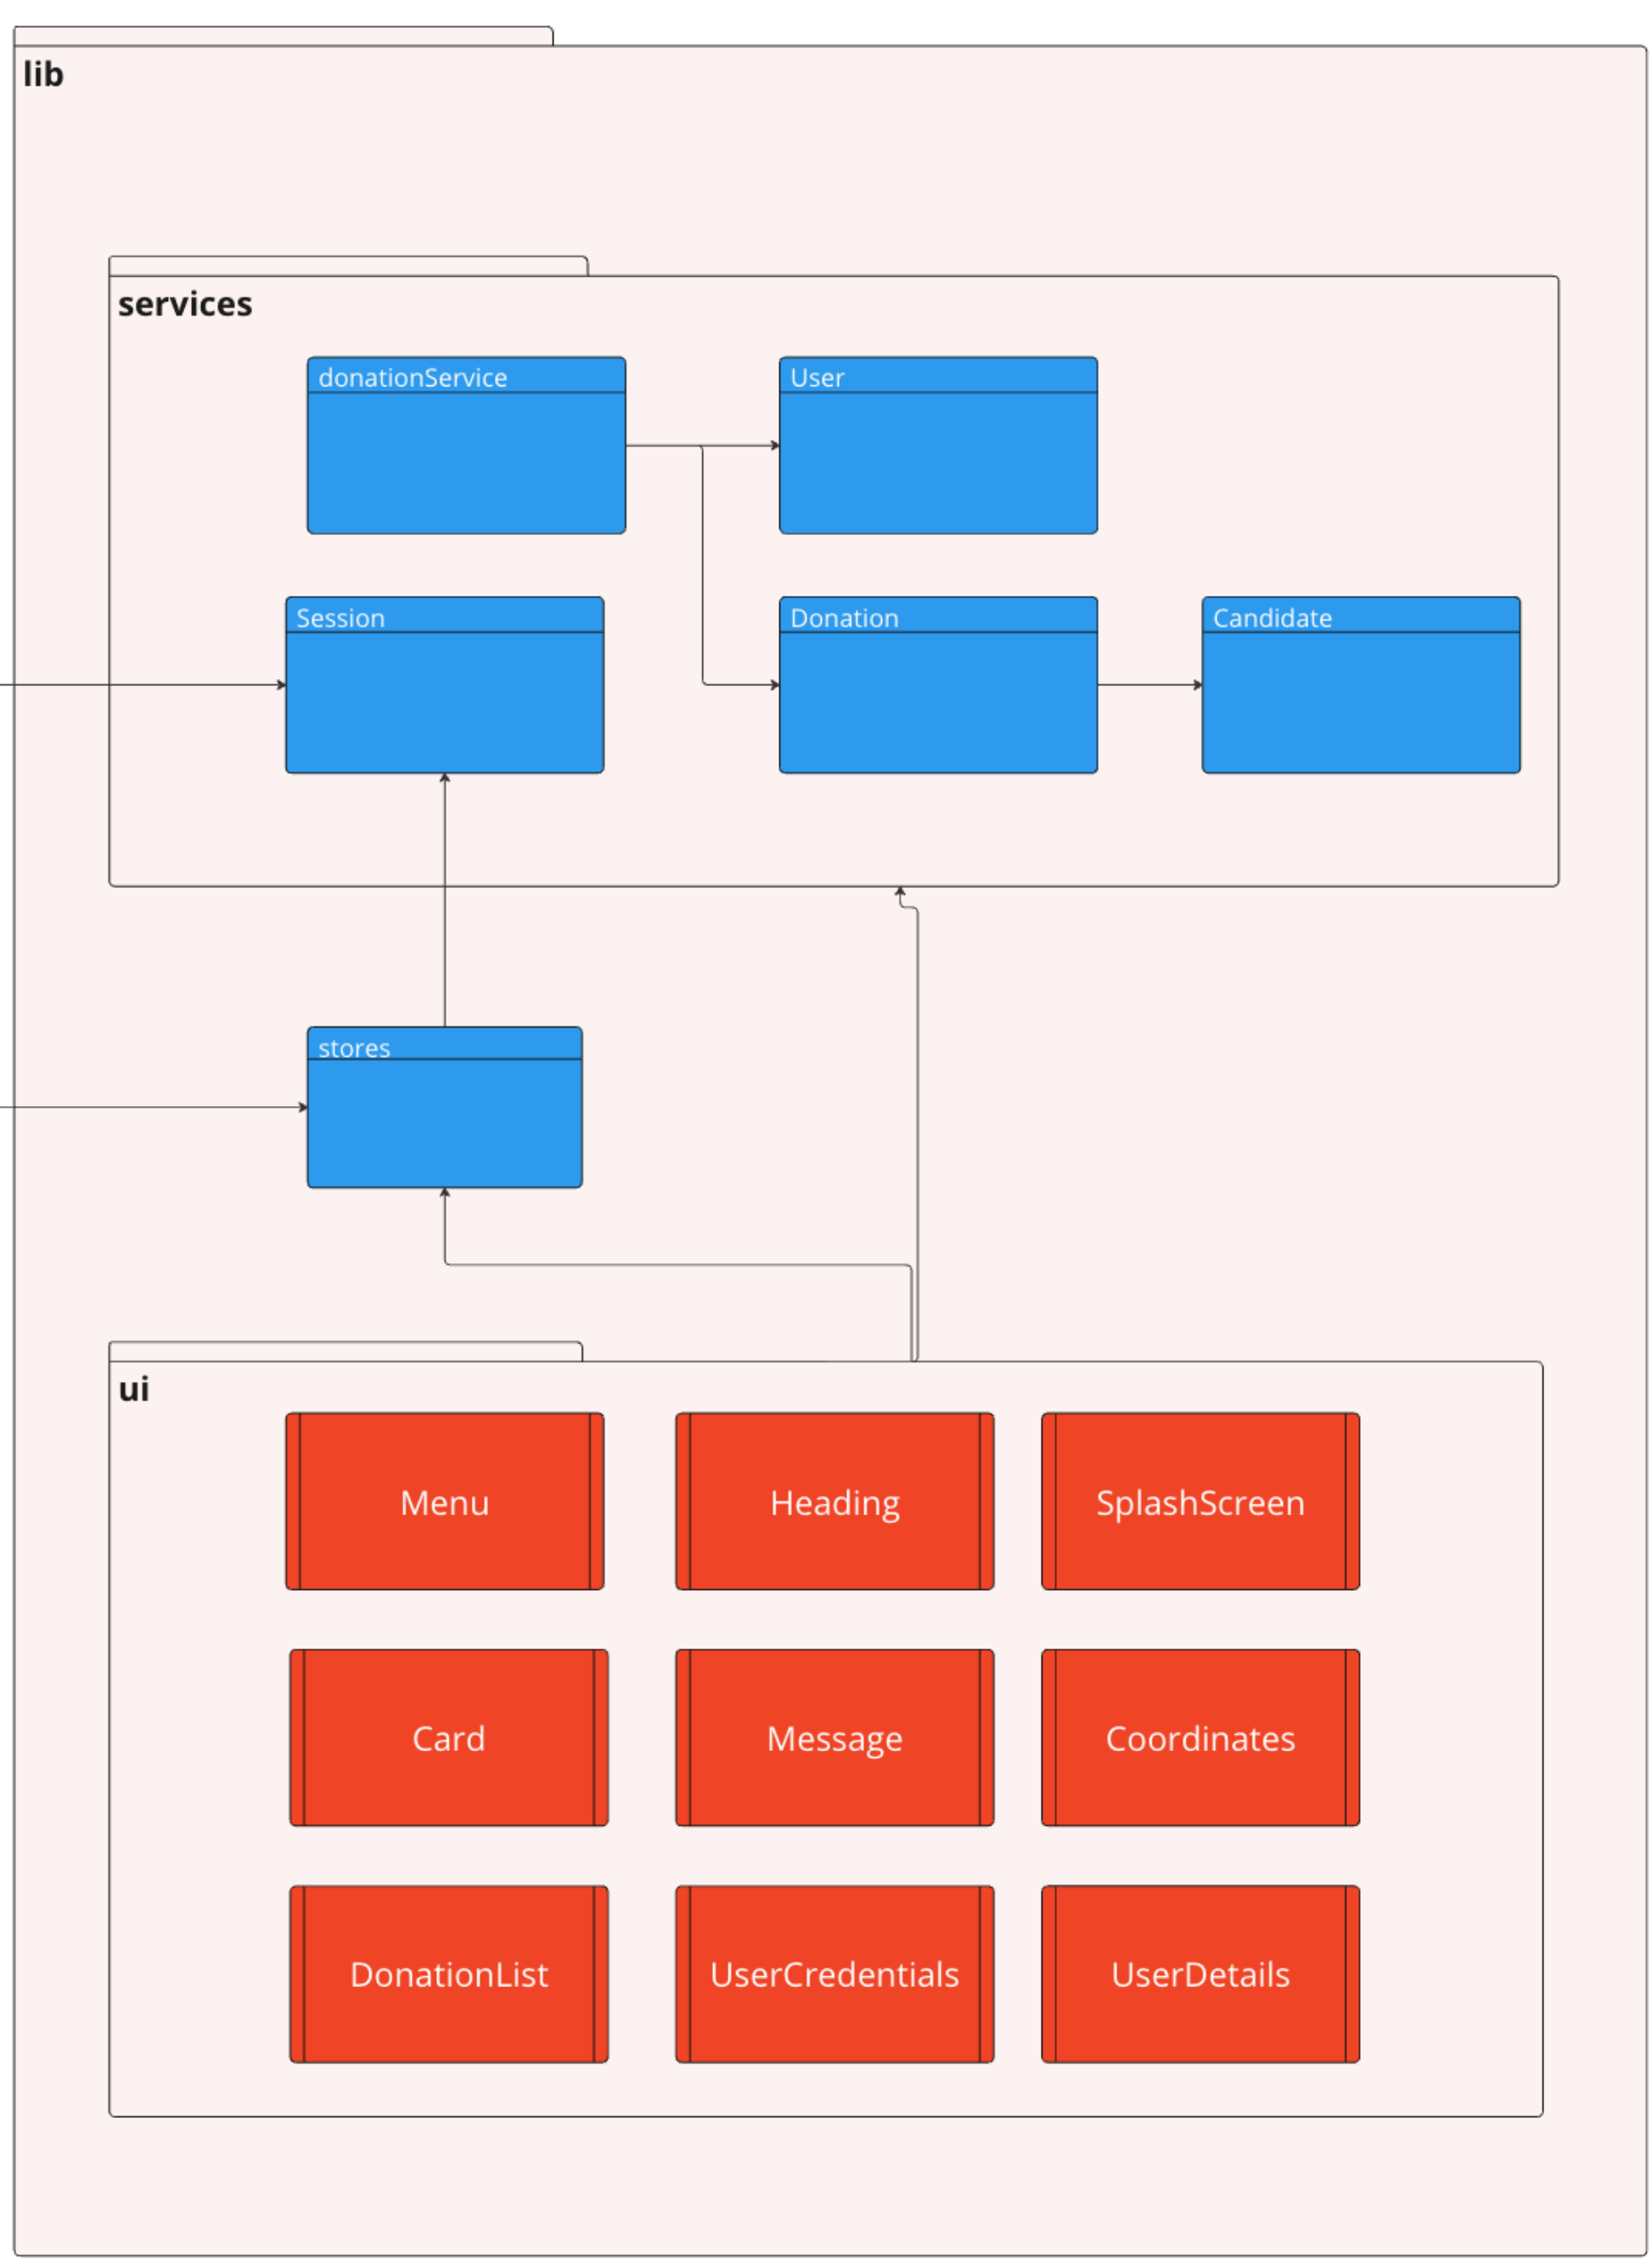 lib
services
donationService
User
Session
Donation
Candidate
stores
ui
Menu
Heading
SplashScreen
Card
Message
Coordinates
DonationList
UserCredentials
UserDetails